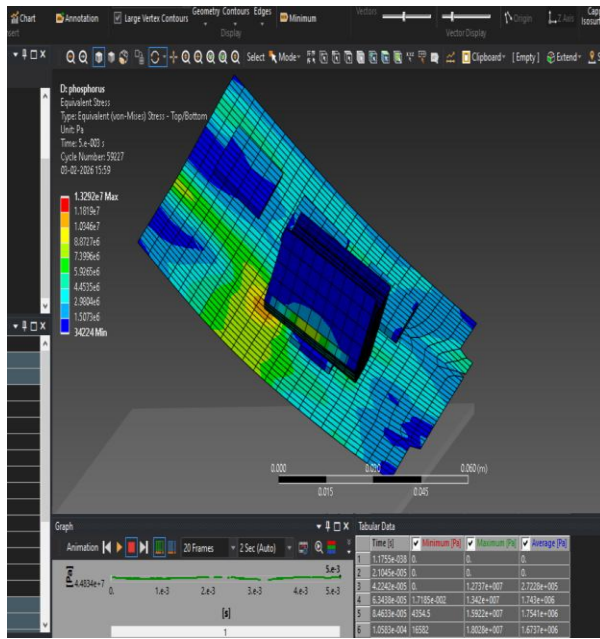 Chart
Annotation
Large Vertex Contours
Geometry
Contours
Edges
Minimum
Vectors
Origin
Z Axis
Display
Vector Display
Select
Mode
Clipboard
[Empty]
Extend
D: phosphorus
Equivalent Stress
Type: Equivalent (von-Mises) Stress - Top/Bottom
Unit: Pa
Time: 5.e-003 s
Cycle Number: 59227
03-02-2026 15:59
1.3292e7 Max
1.1819e7
1.0346e7
8.8727e6
7.3996e6
5.9265e6
4.4535e6
2.9804e6
1.5073e6
34224 Min
0.000
0.030
0.060 (m)
0.015
0.045
Graph
Tabular Data
Animation
20 Frames
2 Sec (Auto)
[Pa]
4.4834e+7
5.e-3
0.
1.e-3
2.e-3
3.e-3
4.e-3
5.e-3
[s]
1
Time [s] Minimum [Pa] Maximum [Pa] Average [Pa]
1 1.1755e-038 0. 0. 0.
2 2.1045e-005 0. 0. 0.
3 4.2242e-005 0. 1.2737e+007 2.7228e+005
4 6.3438e-005 1.7185e-002 1.342e+007 1.743e+006
5 8.4633e-005 4354.5 1.5922e+007 1.7541e+006
6 1.0583e-004 16582 1.8028e+007 1.6737e+006